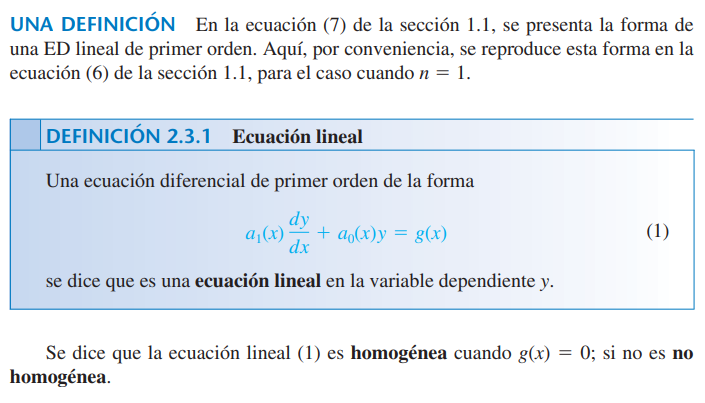 UNA DEFINICIÓN En la ecuación (7) de la sección 1.1, se presenta la forma de
una ED lineal de primer orden. Aquí, por conveniencia, se reproduce esta forma en la
ecuación (6) de la sección 1.1, para el caso cuando n = 1.
DEFINICIÓN 2.3.1 Ecuación lineal
Una ecuación diferencial de primer orden de la forma
a₁(x) dy/dx + a₀(x)y = g(x) (1)
se dice que es una ecuación lineal en la variable dependiente y.
Se dice que la ecuación lineal (1) es homogénea cuando g(x) = 0; si no es no
homogénea.